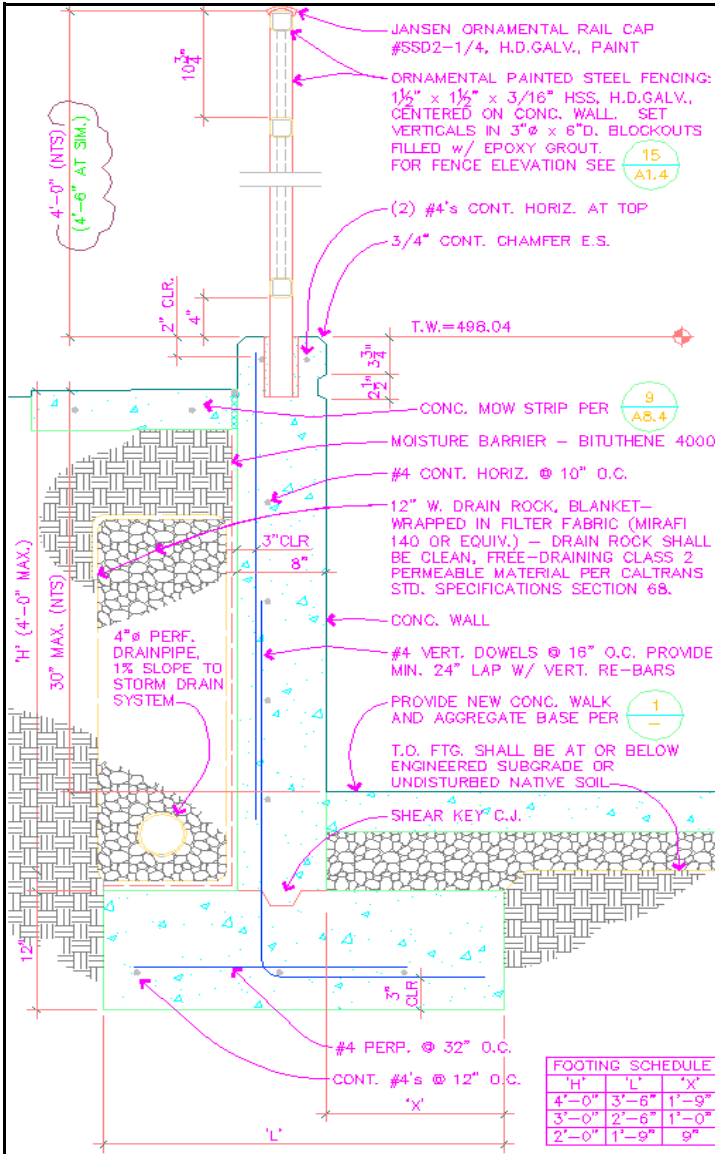 JANSEN ORNAMENTAL RAIL CAP
#SSD2-1/4, H.D.GALV., PAINT
ORNAMENTAL PAINTED STEEL FENCING:
1½" x 1½" x 3/16" HSS, H.D.GALV.,
CENTERED ON CONC. WALL. SET
VERTICALS IN 3"ø x 6"D. BLOCKOUTS
FILLED w/ EPOXY GROUT.
FOR FENCE ELEVATION SEE
15
A1.4
10¾"
4'-0" (NTS)
(4'-6" AT SIM.)
(2) #4's CONT. HORIZ. AT TOP
3/4" CONT. CHAMFER E.S.
2" CLR.
4"
T.W.=498.04
3¾"
2½"
CONC. MOW STRIP PER
9
A8.4
MOISTURE BARRIER – BITUTHENE 4000
#4 CONT. HORIZ. @ 10" O.C.
12" W. DRAIN ROCK, BLANKET–
WRAPPED IN FILTER FABRIC (MIRAFI
140 OR EQUIV.) – DRAIN ROCK SHALL
BE CLEAN, FREE-DRAINING CLASS 2
PERMEABLE MATERIAL PER CALTRANS
STD. SPECIFICATIONS SECTION 68.
3"CLR
8"
'H' (4'-0" MAX.)
30" MAX. (NTS)
CONC. WALL
4"ø PERF.
DRAINPIPE,
1% SLOPE TO
STORM DRAIN
SYSTEM
#4 VERT. DOWELS @ 16" O.C. PROVIDE
MIN. 24" LAP W/ VERT. RE-BARS
PROVIDE NEW CONC. WALK
AND AGGREGATE BASE PER
1
–
T.O. FTG. SHALL BE AT OR BELOW
ENGINEERED SUBGRADE OR
UNDISTURBED NATIVE SOIL
SHEAR KEY C.J.
12"
3"
CLR
#4 PERP. @ 32" O.C.
CONT. #4's @ 12" O.C.
'X'
'L'
FOOTING SCHEDULE
'H' 'L' 'X'
4'-0" 3'-6" 1'-9"
3'-0" 2'-6" 1'-0"
2'-0" 1'-9" 9"